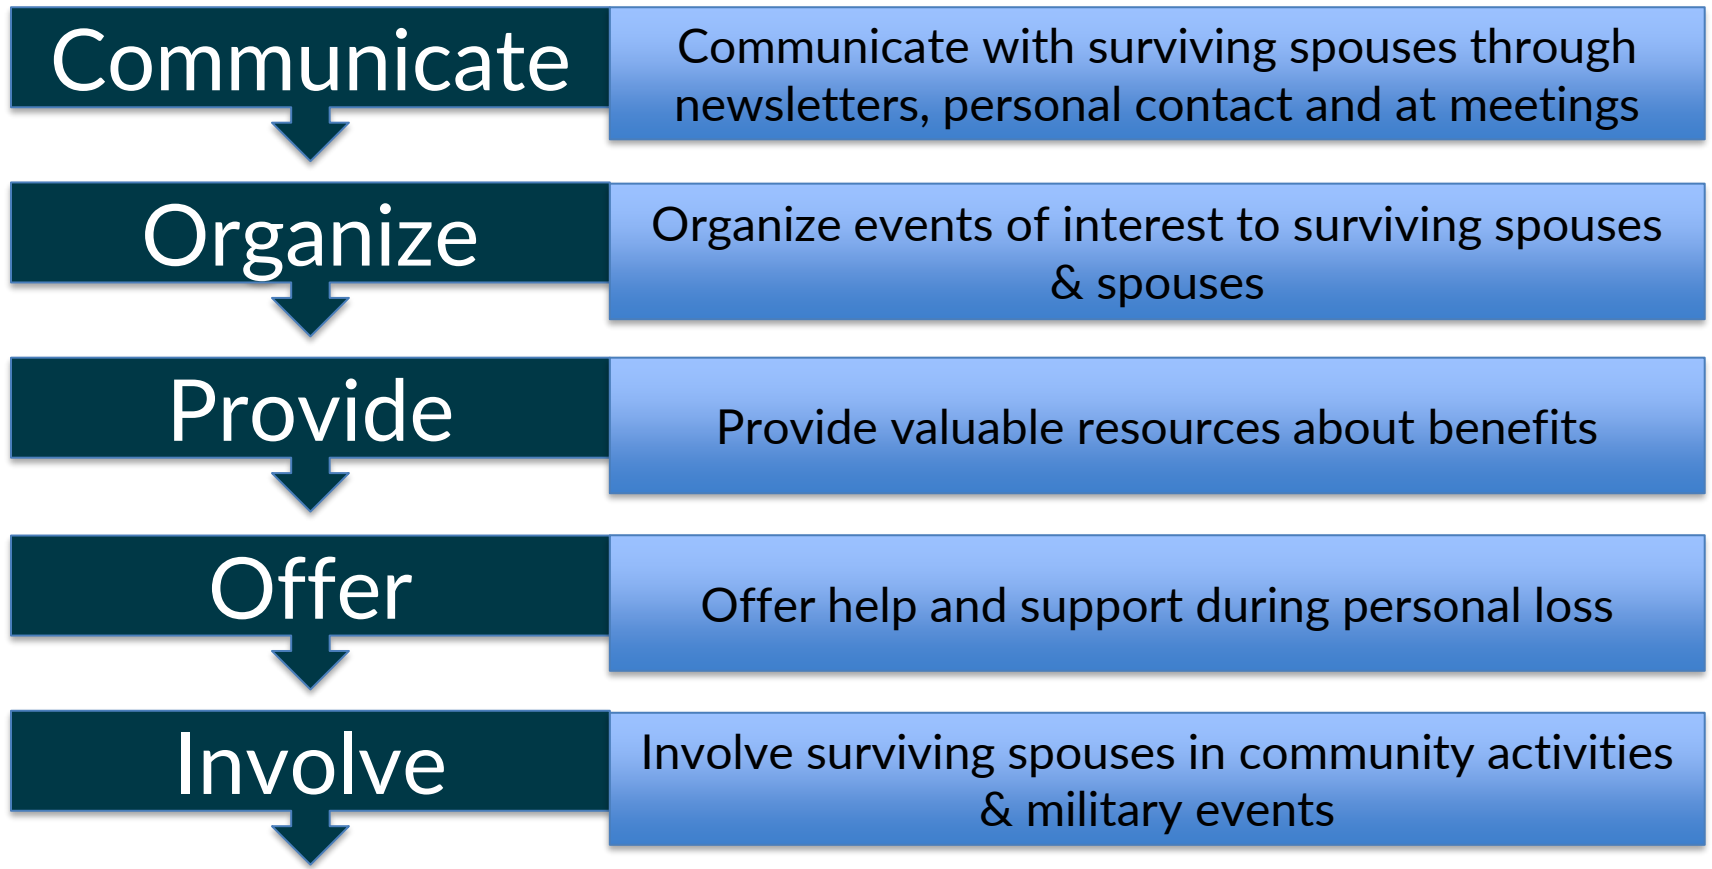 Communicate
Communicate with surviving spouses through
newsletters, personal contact and at meetings
Organize
Organize events of interest to surviving spouses
& spouses
Provide
Provide valuable resources about benefits
Offer
Offer help and support during personal loss
Involve
Involve surviving spouses in community activities
& military events